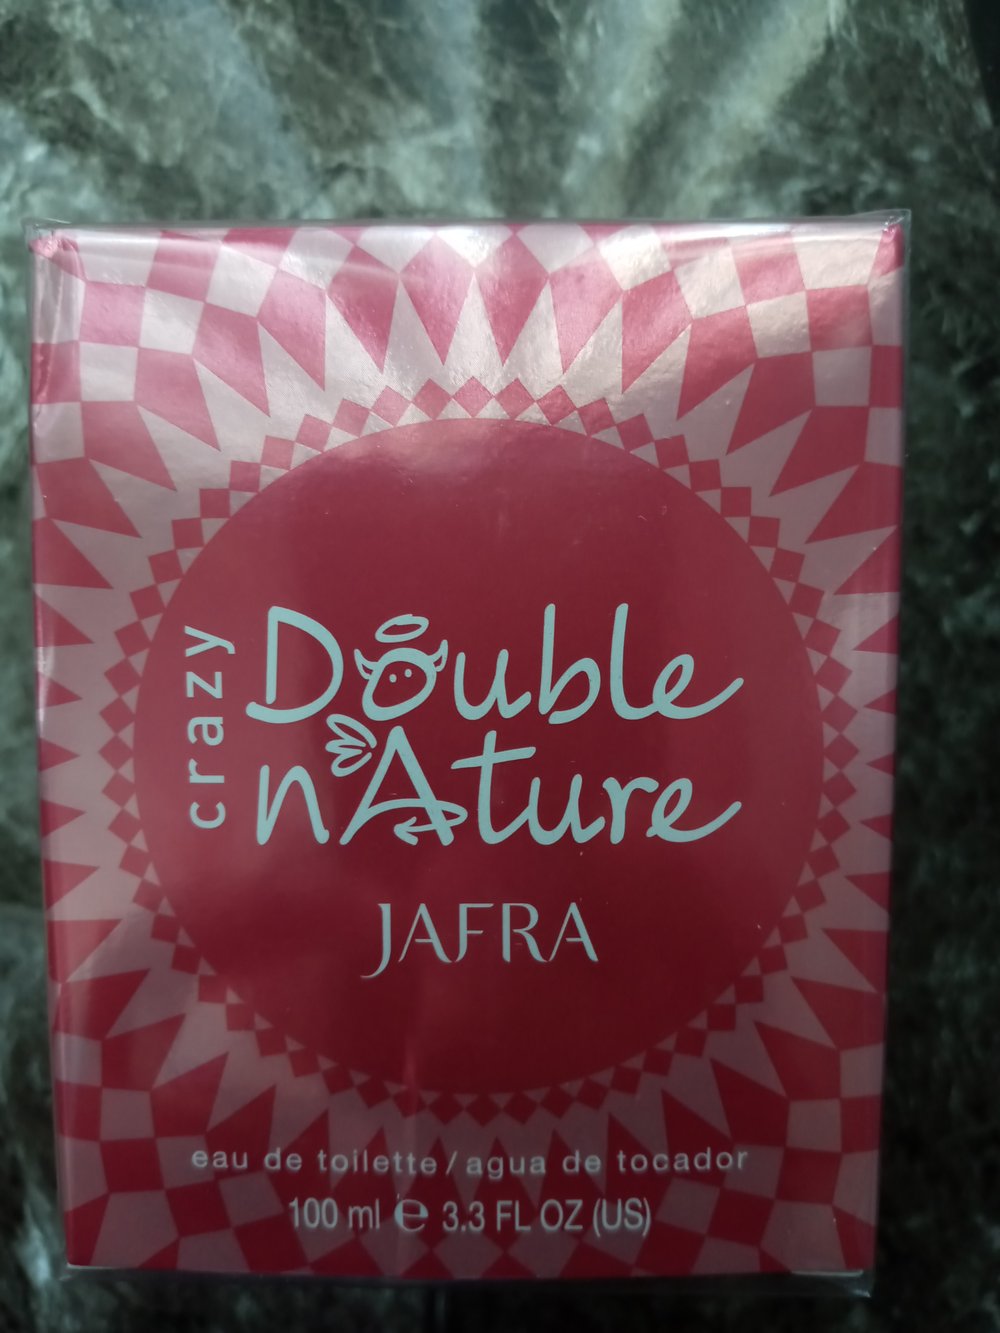 crazy
Double
nAture
JAFRA
eau de toilette / agua de tocador
100 ml ℮ 3.3 FL OZ (US)